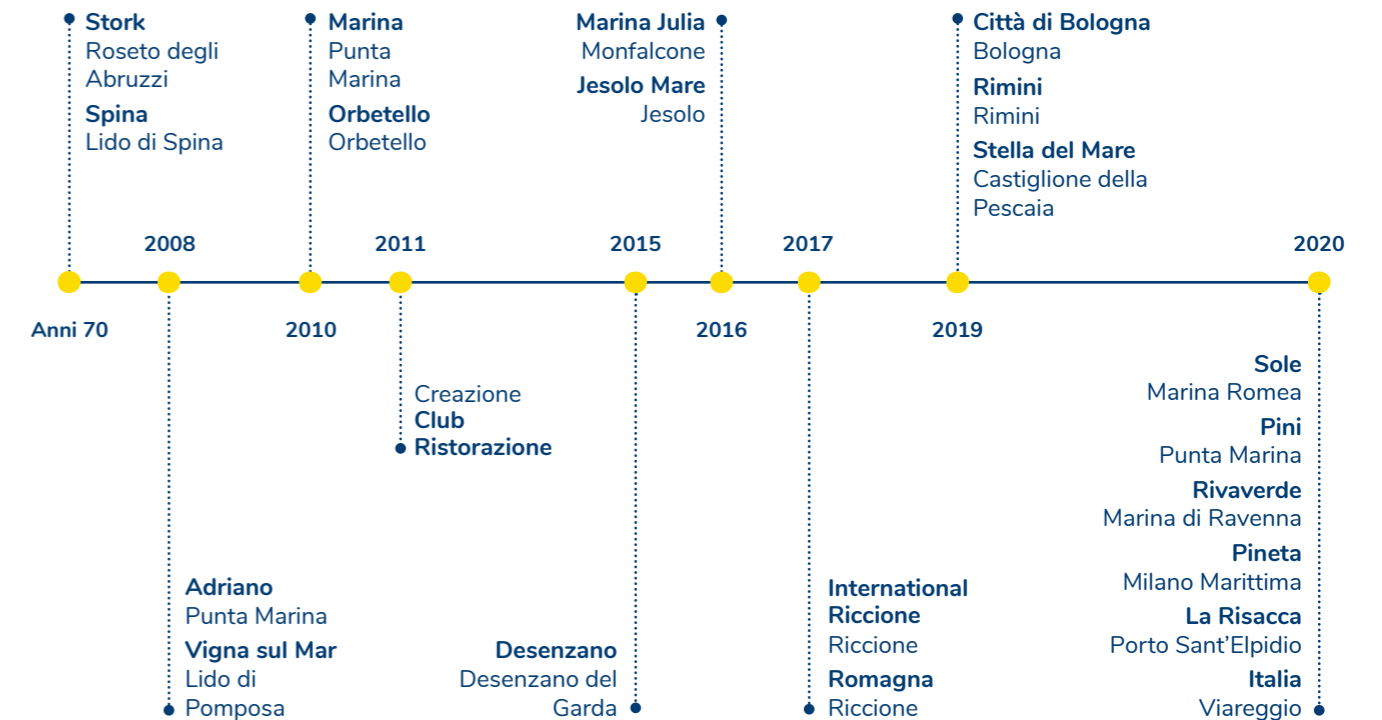 Stork
Roseto degli
Abruzzi
Spina
Lido di Spina
Marina
Punta
Marina
Orbetello
Orbetello
Marina Julia
Monfalcone
Jesolo Mare
Jesolo
Città di Bologna
Bologna
Rimini
Rimini
Stella del Mare
Castiglione della
Pescaia
2008
2011
2015
2017
2020
Anni 70
2010
2016
2019
Creazione
Club
Ristorazione
Adriano
Punta Marina
Vigna sul Mar
Lido di
Pomposa
Desenzano
Desenzano del
Garda
International
Riccione
Riccione
Romagna
Riccione
Sole
Marina Romea
Pini
Punta Marina
Rivaverde
Marina di Ravenna
Pineta
Milano Marittima
La Risacca
Porto Sant’Elpidio
Italia
Viareggio